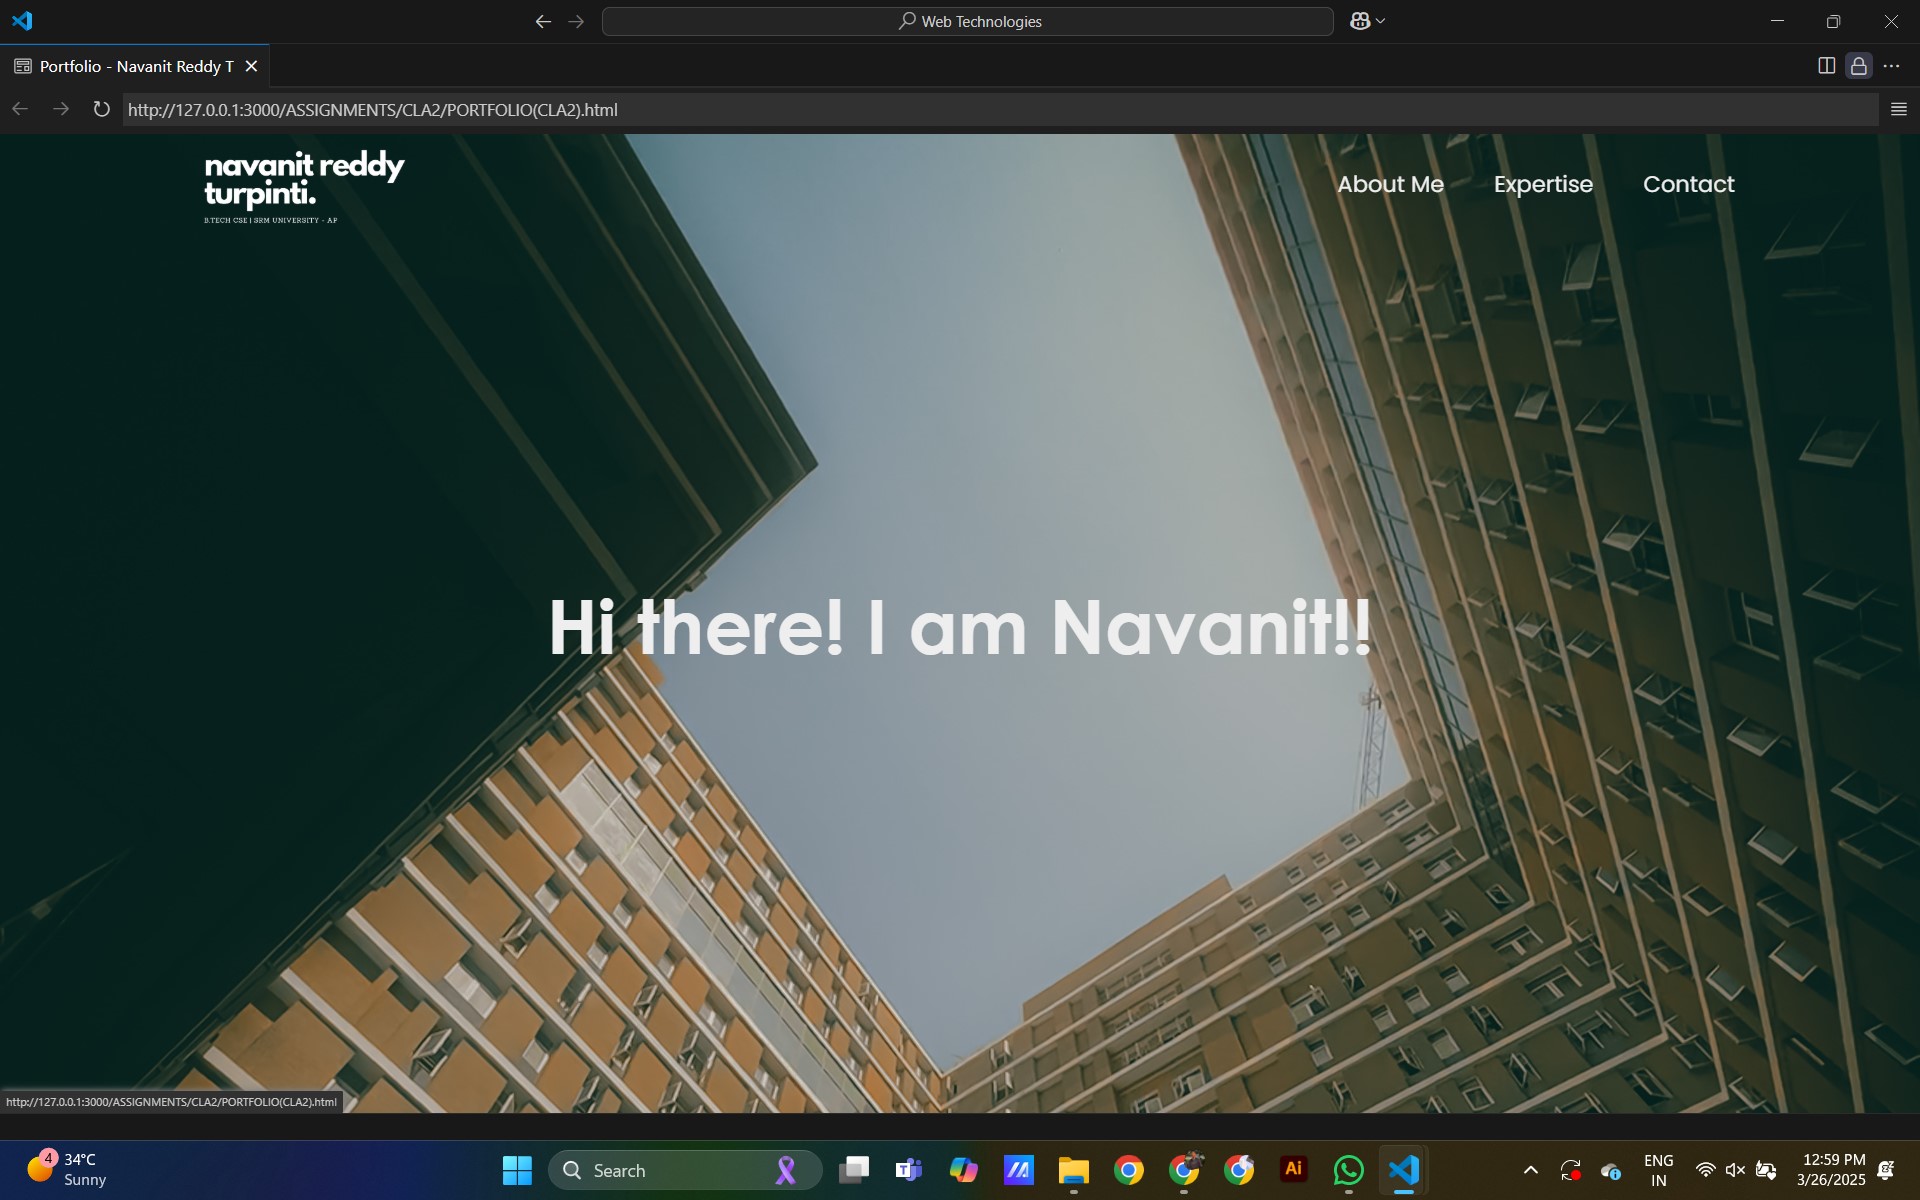 Web Technologies
Portfolio - Navanit Reddy T
http://127.0.0.1:3000/ASSIGNMENTS/CLA2/PORTFOLIO(CLA2).html
navanit reddy
turpinti.
B.TECH CSE | SRM UNIVERSITY - AP
About Me
Expertise
Contact
Hi there! I am Navanit!!
http://127.0.0.1:3000/ASSIGNMENTS/CLA2/PORTFOLIO(CLA2).html
4
34°C
Sunny
Search
Ai
ENG
IN
12:59 PM
3/26/2025